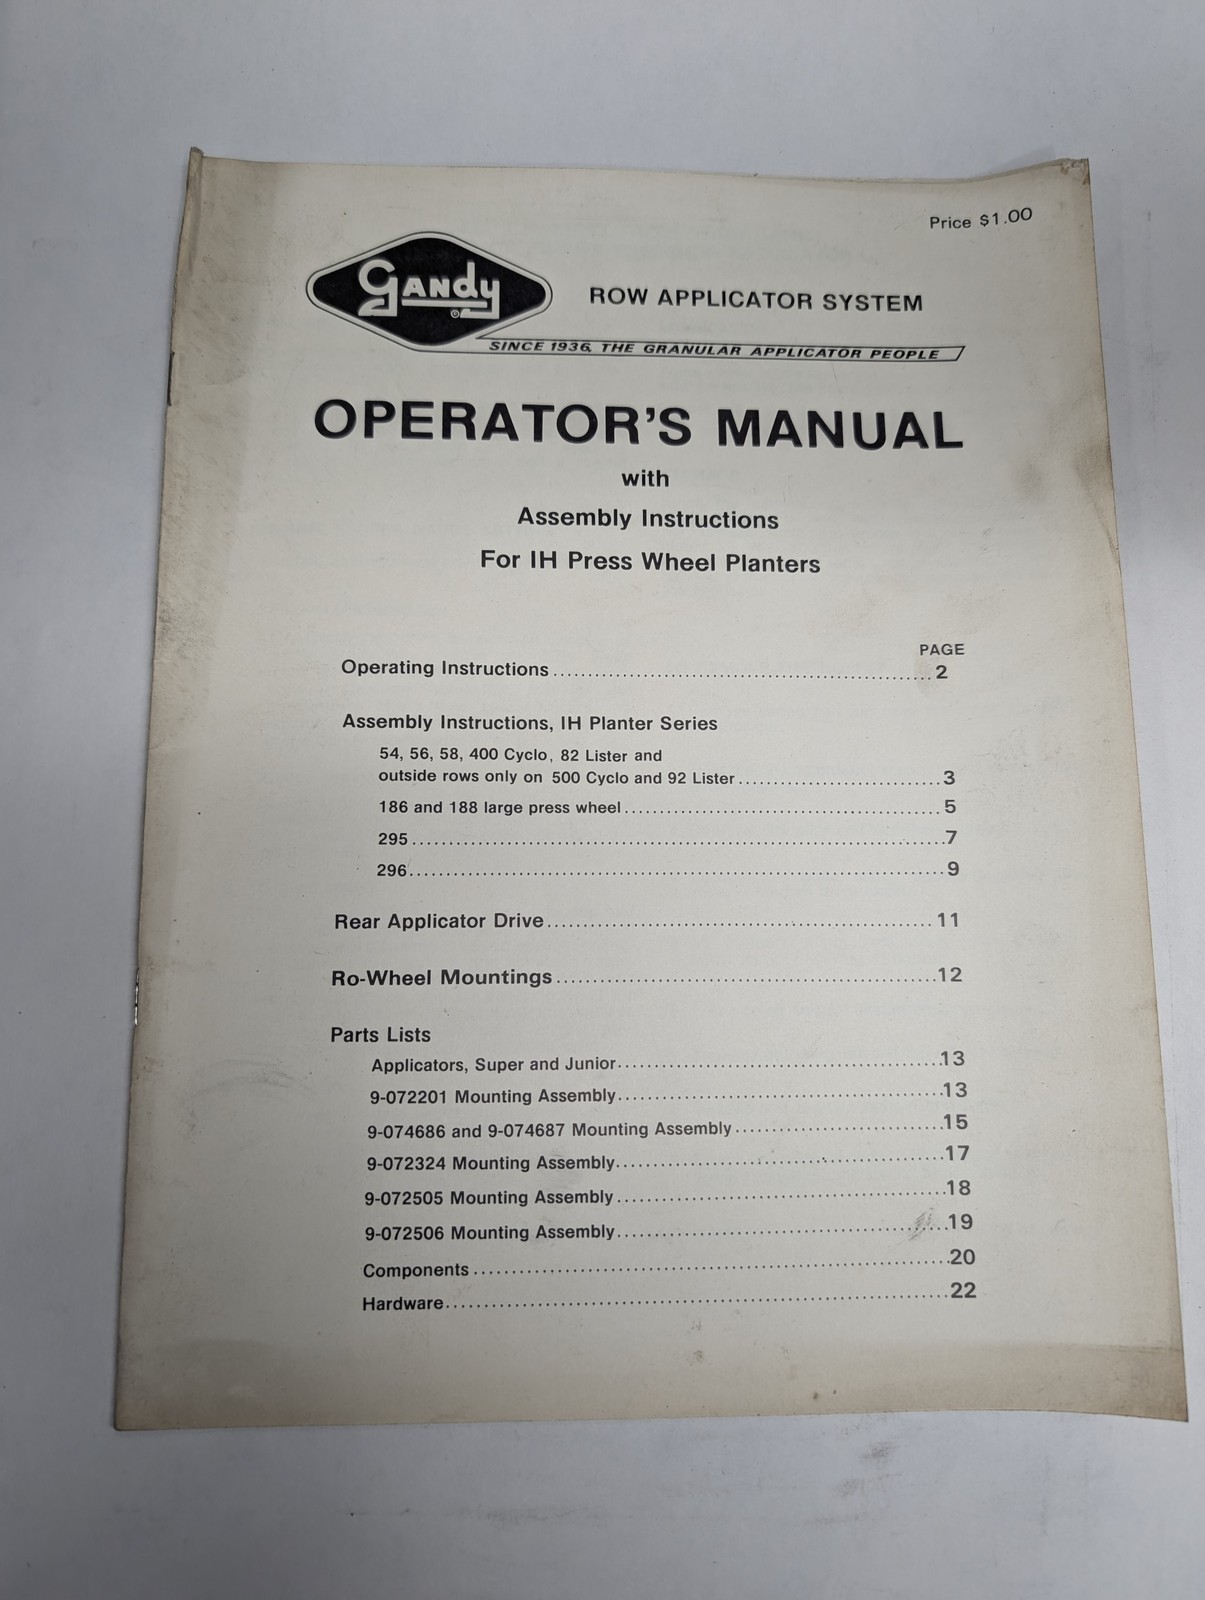 Price $1.00
gandy ®
ROW APPLICATOR SYSTEM
SINCE 1936, THE GRANULAR APPLICATOR PEOPLE
OPERATOR'S MANUAL
with
Assembly Instructions
For IH Press Wheel Planters
PAGE
Operating Instructions 2
Assembly Instructions, IH Planter Series
54, 56, 58, 400 Cyclo, 82 Lister and
outside rows only on 500 Cyclo and 92 Lister 3
186 and 188 large press wheel 5
295 7
296 9
Rear Applicator Drive 11
Ro-Wheel Mountings 12
Parts Lists
Applicators, Super and Junior 13
9-072201 Mounting Assembly 13
9-074686 and 9-074687 Mounting Assembly 15
9-072324 Mounting Assembly 17
9-072505 Mounting Assembly 18
9-072506 Mounting Assembly 19
Components 20
Hardware 22